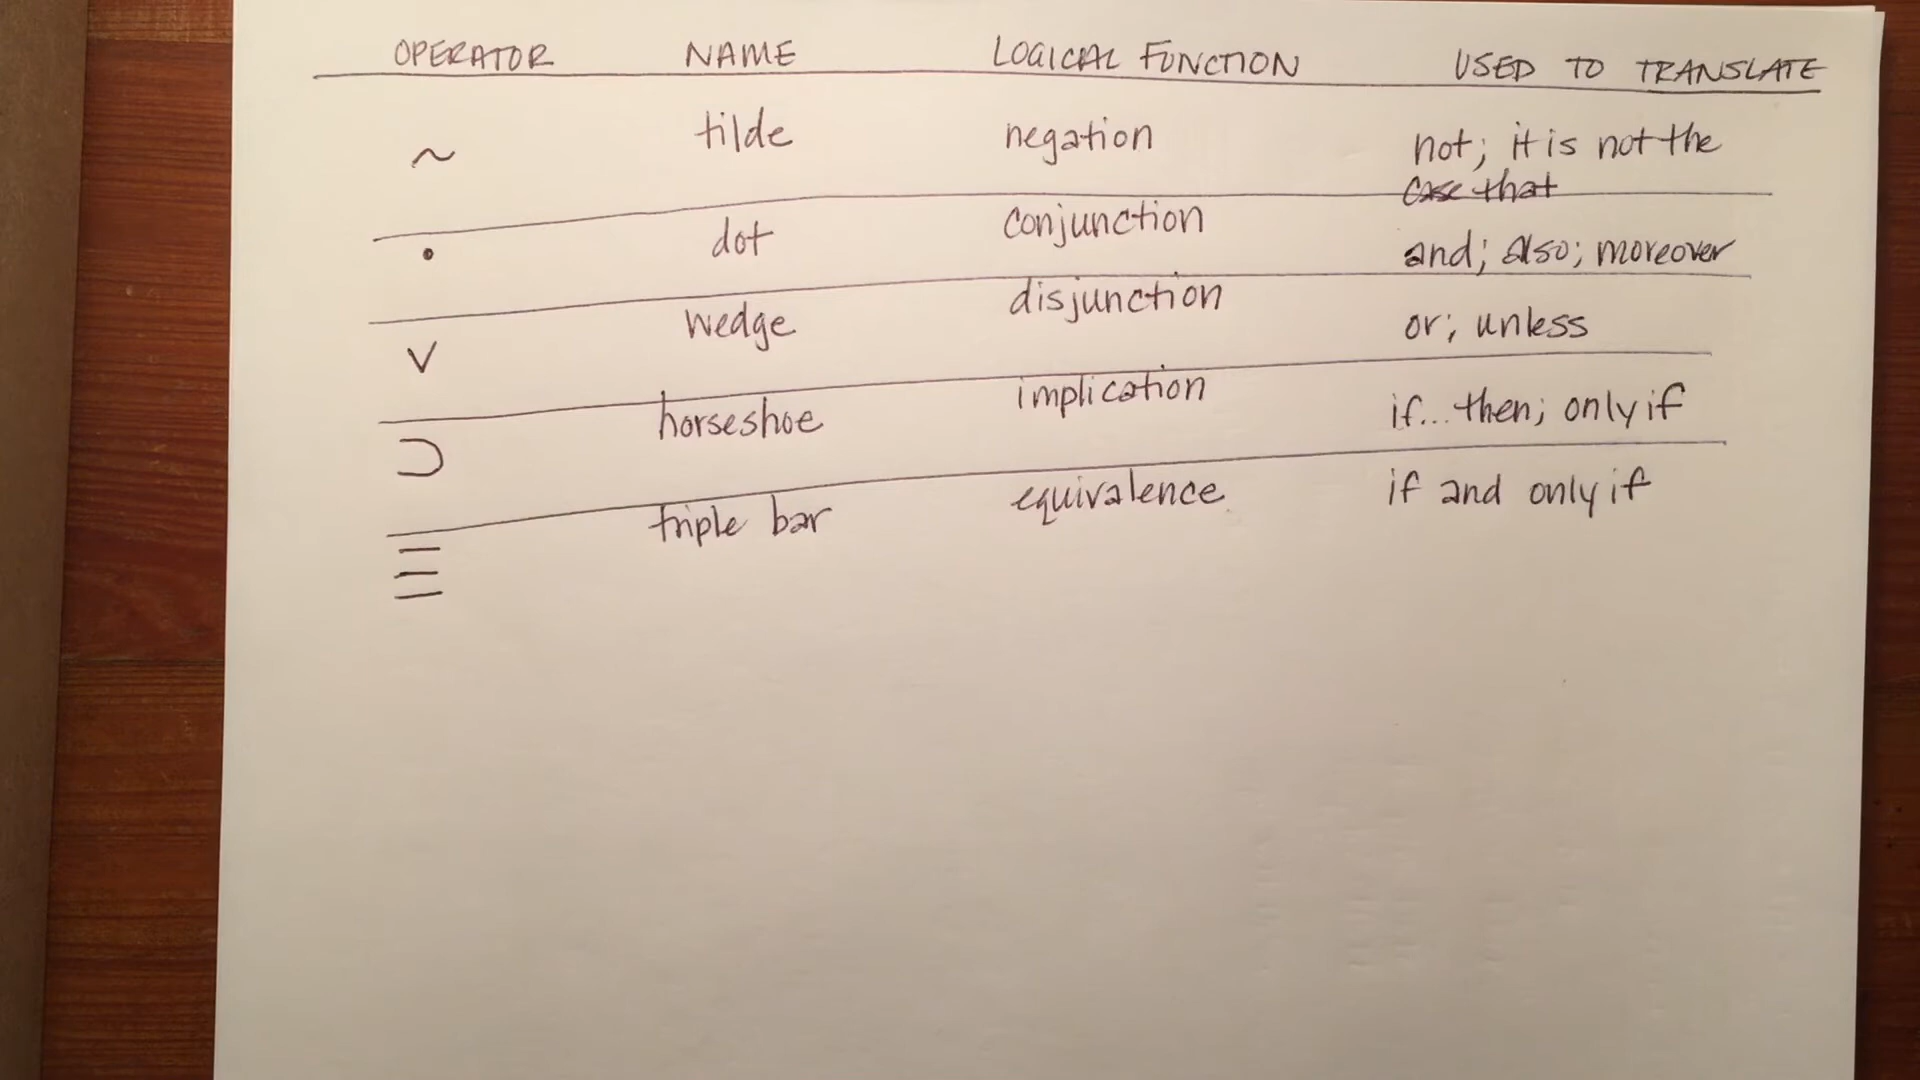 OPERATOR NAME LOGICAL FUNCTION USED TO TRANSLATE
~ tilde negation not; it is not the
case that
• dot conjunction and; also; moreover
v wedge disjunction or; unless
⊃ horseshoe implication if...then; only if
≡ triple bar equivalence if and only if